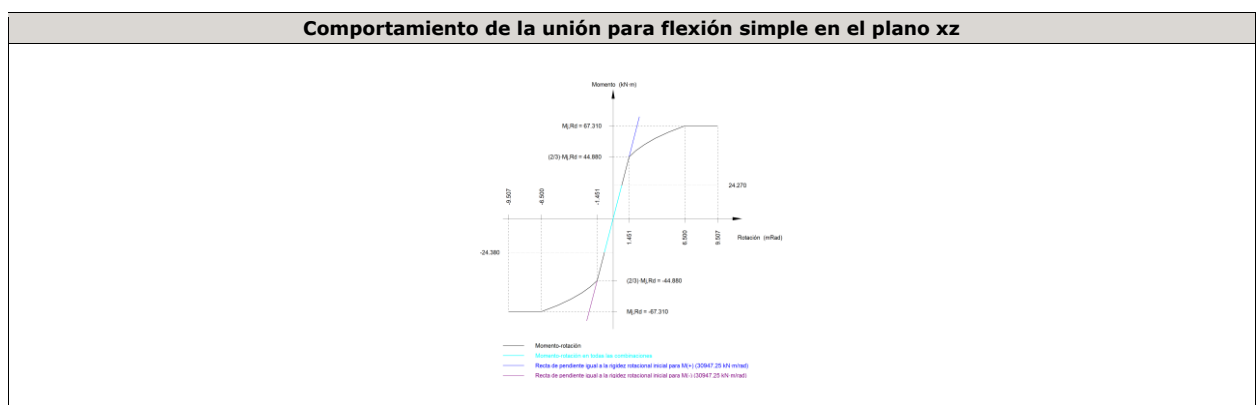 Comportamiento de la unión para flexión simple en el plano xz
Momento (kN·m)
Mj,Rd = 67.310
(2/3)·Mj,Rd = 44.880
24.270
-9.507
-6.500
-1.451
1.451
6.500
9.507
Rotación (mRad)
-24.380
(2/3)·Mj,Rd = -44.880
Mj,Rd = -67.310
Momento-rotación
Momento-rotación en todas las combinaciones
Recta de pendiente igual a la rigidez rotacional inicial para M(+) (30947.25 kN·m/rad)
Recta de pendiente igual a la rigidez rotacional inicial para M(-) (30947.25 kN·m/rad)